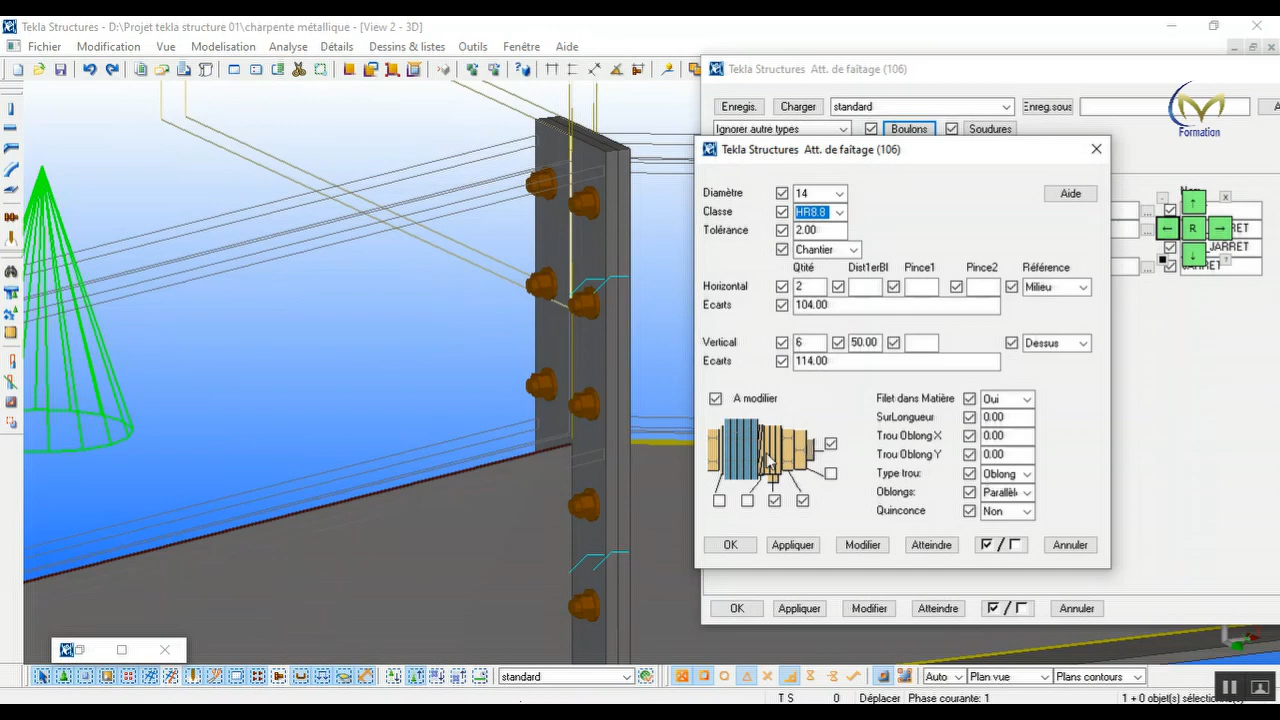 Tekla Structures - D:\Projet tekla structure 01\charpente métallique - [View 2 - 3D]
Fichier Modification Vue Modelisation Analyse Détails Dessins & listes Outils Fenêtre Aide
Tekla Structures Att. de faîtage (106)
Enregis. Charger standard Enreg.sous
Ignorer autre types Boulons Soudures
Formation
Tekla Structures Att. de faîtage (106)
Diamètre 14 Aide
Classe HR8.8
Tolérance 2.00
Chantier
Qtité Dist1erBl Pince1 Pince2 Référence
Horizontal 2 Milieu
Ecarts 104.00
Vertical 6 50.00 Dessus
Ecarts 114.00
A modifier
Filet dans Matière Oui
SurLongueur 0.00
Trou Oblong X 0.00
Trou Oblong Y 0.00
Type trou: Oblong
Oblongs: Parallèle
Quinconce Non
OK Appliquer Modifier Atteindre / Annuler
R
JARRET
JARRET
OK Appliquer Modifier Atteindre / Annuler
standard
Auto Plan vue Plans contours
T S 0 Déplacer Phase courante: 1 1 + 0 objet(s) sélectionné(s)